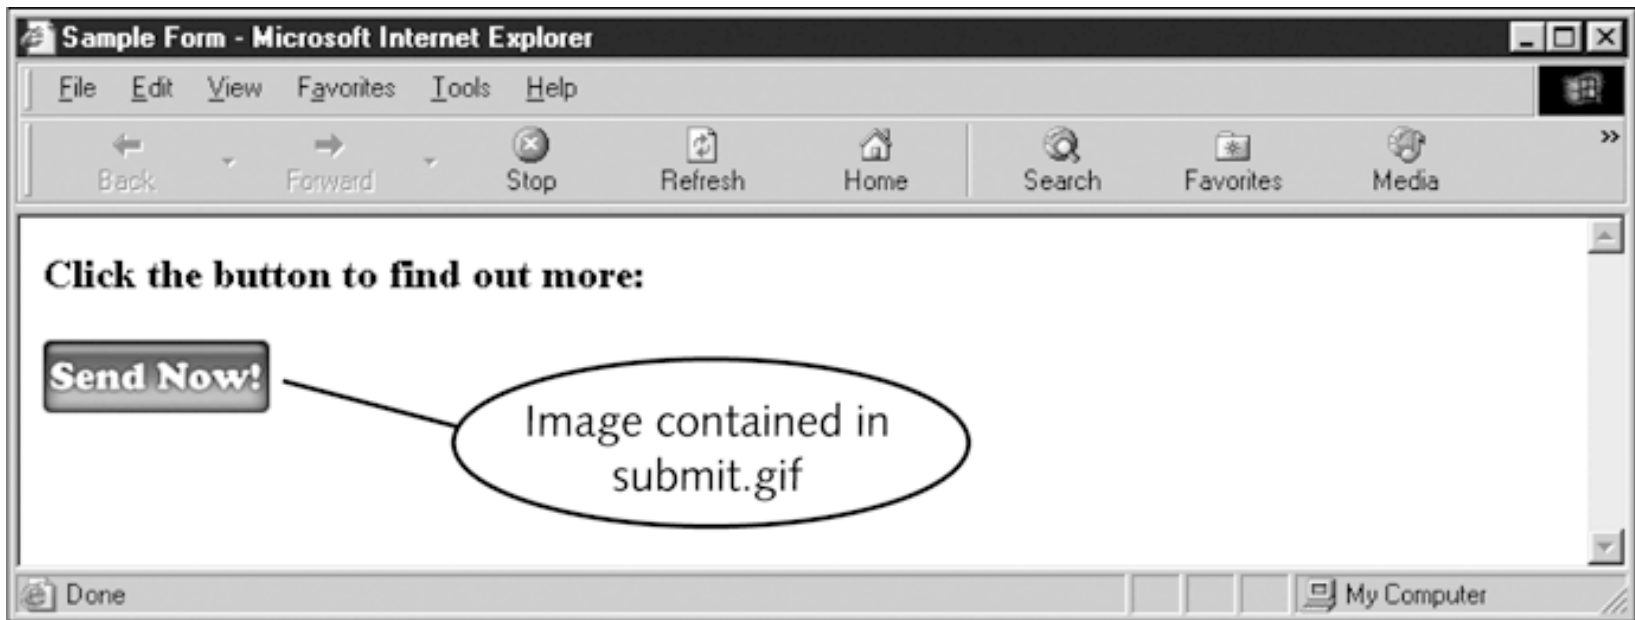 Sample Form - Microsoft Internet Explorer
File Edit View Favorites Tools Help
Back Forward Stop Refresh Home Search Favorites Media »
Click the button to find out more:
Send Now!
Image contained in
submit.gif
Done My Computer